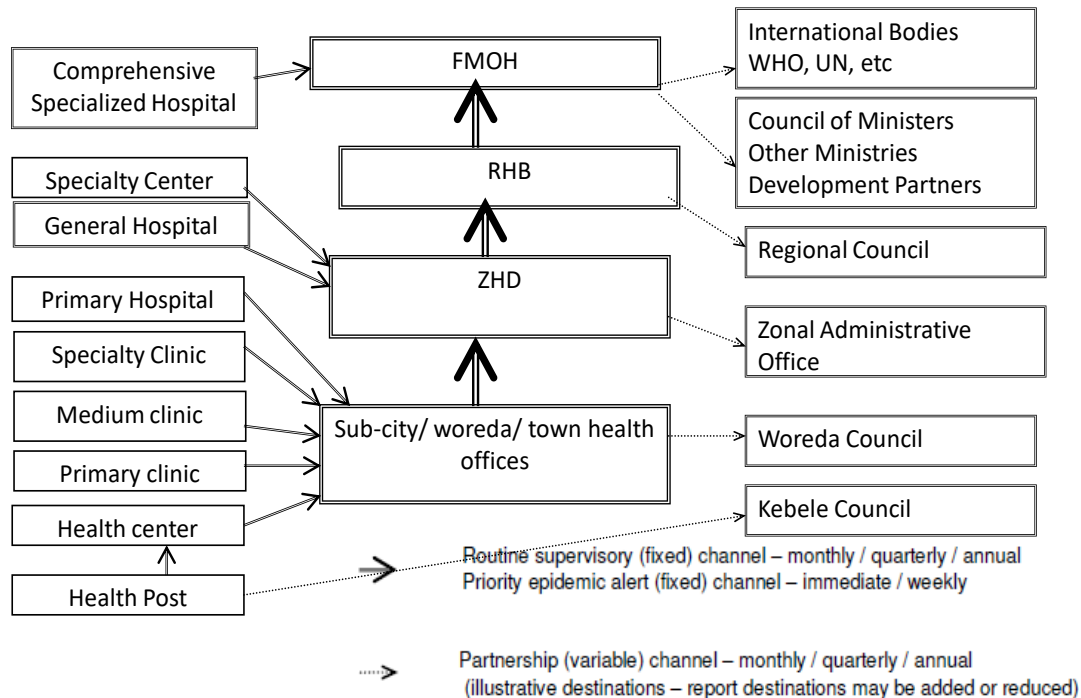 Comprehensive
Specialized Hospital
FMOH
International Bodies
WHO, UN, etc
Council of Ministers
Other Ministries
Development Partners
RHB
Specialty Center
General Hospital
Regional Council
ZHD
Primary Hospital
Zonal Administrative
Office
Specialty Clinic
Medium clinic
Sub-city/ woreda/ town health
offices
Woreda Council
Primary clinic
Health center
Kebele Council
Health Post
Routine supervisory (fixed) channel – monthly / quarterly / annual
Priority epidemic alert (fixed) channel – immediate / weekly
Partnership (variable) channel – monthly / quarterly / annual
(illustrative destinations – report destinations may be added or reduced)